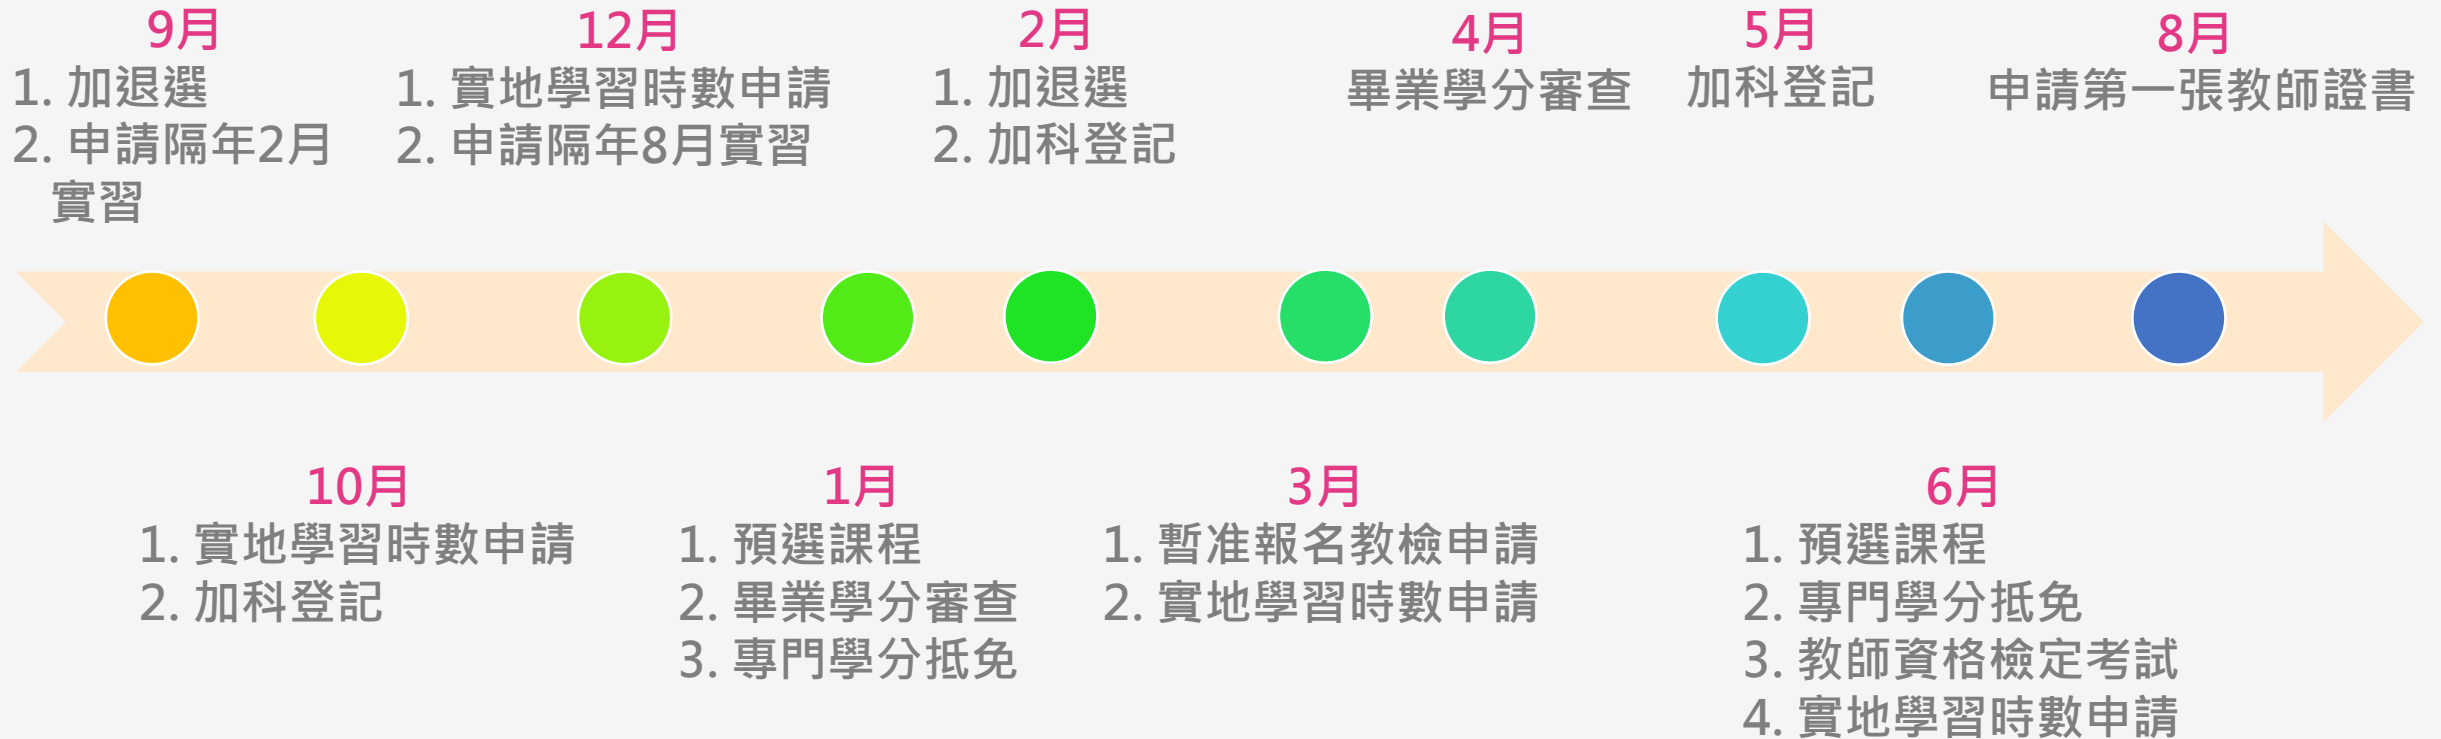 9月
1. 加退選
2. 申請隔年2月
實習
12月
1. 實地學習時數申請
2. 申請隔年8月實習
2月
1. 加退選
2. 加科登記
4月
畢業學分審查
5月
加科登記
8月
申請第一張教師證書
10月
1. 實地學習時數申請
2. 加科登記
1月
1. 預選課程
2. 畢業學分審查
3. 專門學分抵免
3月
1. 暫准報名教檢申請
2. 實地學習時數申請
6月
1. 預選課程
2. 專門學分抵免
3. 教師資格檢定考試
4. 實地學習時數申請